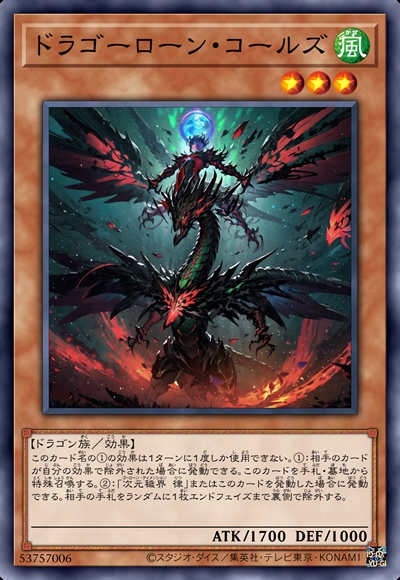 ドラゴーローン・コールズ
風
【ドラゴン族／効果】
このカード名の①の効果は1ターンに1度しか使用できない。①：相手のカード
が自分の効果で除外された場合に発動できる。このカードを手札・墓地から
特殊召喚する。②：「次元磁界 律」またはこのカードを発動した場合に発動
できる。相手の手札をランダムに1枚エンドフェイズまで裏側で除外する。
ATK/1700 DEF/1000
53757006
©スタジオ・ダイス／集英社・テレビ東京・KONAMI